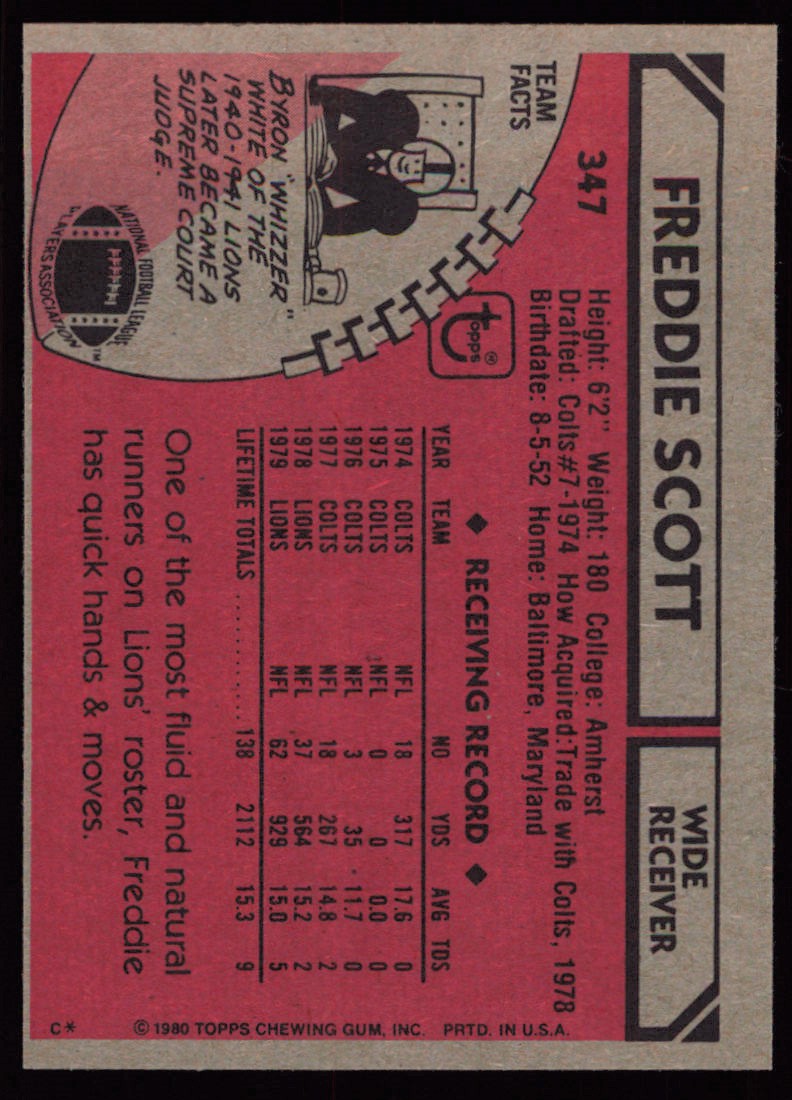 FREDDIE SCOTT
WIDE
RECEIVER
347
Height: 6'2" Weight: 180 College: Amherst
Drafted: Colts#7-1974 How Acquired:Trade with Colts, 1978
Birthdate: 8-5-52 Home: Baltimore, Maryland
TEAM
FACTS
topps®
BYRON "WHIZZER"
WHITE OF THE
1940-1941 LIONS
LATER BECAME A
SUPREME COURT
JUDGE.
NATIONAL FOOTBALL LEAGUE
PLAYERS ASSOCIATION™
◆ RECEIVING RECORD ◆
YEAR TEAM NO YDS AVG TDS
1974 COLTS NFL 18 317 17.6 0
1975 COLTS NFL 0 0 0.0 0
1976 COLTS NFL 3 35 11.7 0
1977 COLTS NFL 18 267 14.8 2
1978 LIONS NFL 37 564 15.2 2
1979 LIONS NFL 62 929 15.0 5
LIFETIME TOTALS ............ 138 2112 15.3 9
One of the most fluid and natural
runners on Lions' roster, Freddie
has quick hands & moves.
C* © 1980 TOPPS CHEWING GUM, INC. PRTD. IN U.S.A.